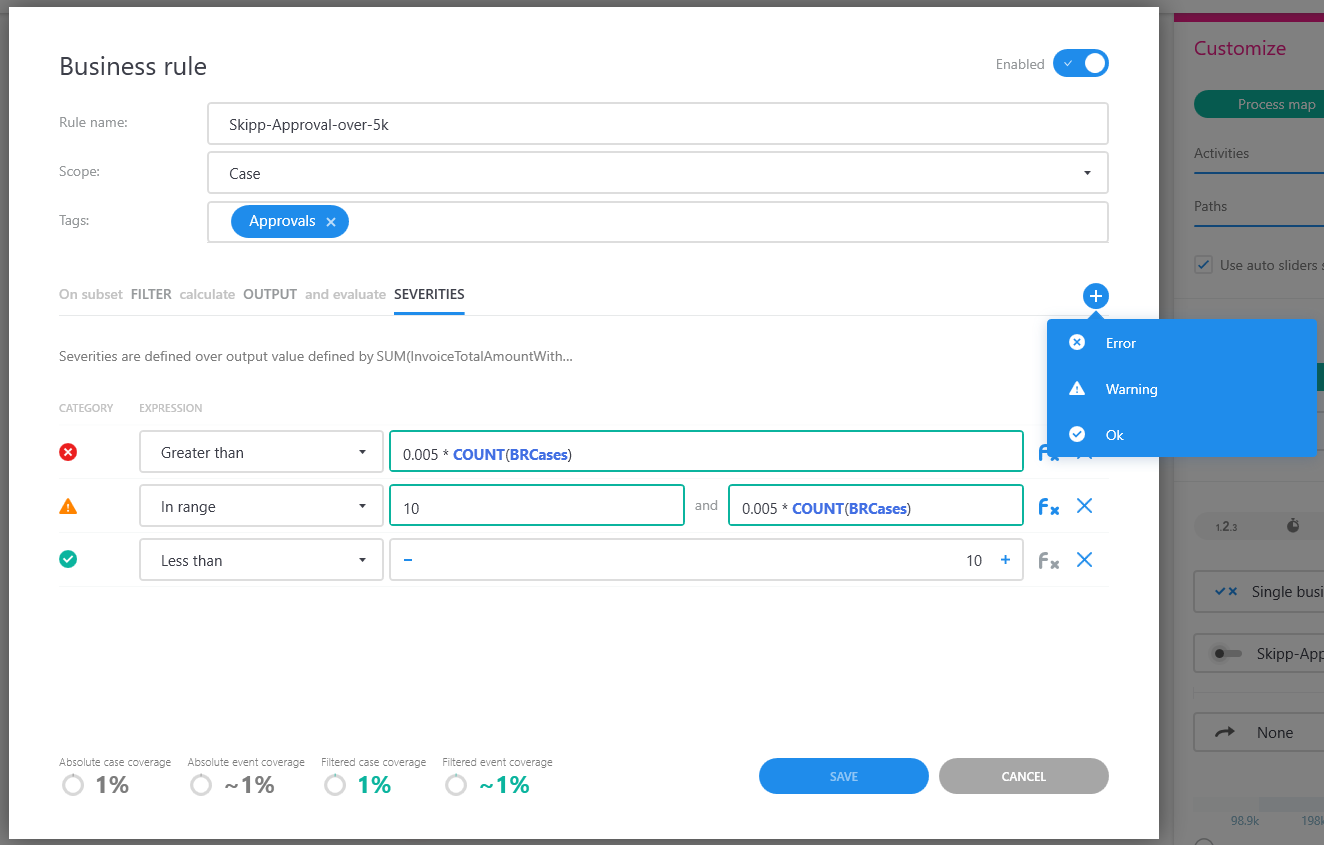 Business rule
Enabled
Rule name:
Skipp-Approval-over-5k
Scope:
Case
Tags:
Approvals
On subset FILTER calculate OUTPUT and evaluate SEVERITIES
Error
Warning
Ok
Severities are defined over output value defined by SUM(InvoiceTotalAmountWith...
CATEGORY EXPRESSION
Greater than
0.005 * COUNT(BRCases)
In range
10 and 0.005 * COUNT(BRCases)
Less than
10
Absolute case coverage
1%
Absolute event coverage
~1%
Filtered case coverage
1%
Filtered event coverage
~1%
SAVE
CANCEL
Customize
Process map
Activities
Paths
Use auto sliders s
1.2.3
Single busi
Skipp-App
None
98.9k 198k